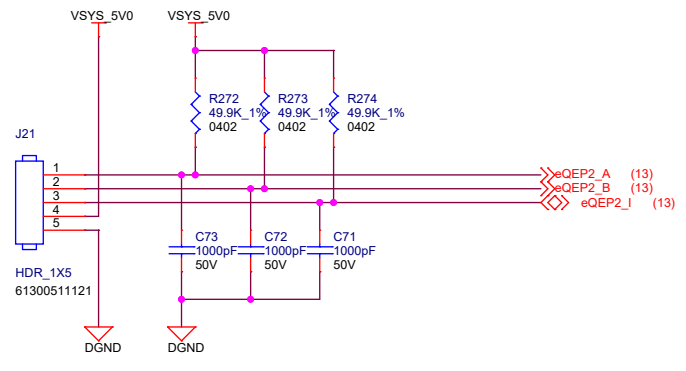 VSYS_5V0
VSYS_5V0
R272
49.9K_1%
0402
R273
49.9K_1%
0402
R274
49.9K_1%
0402
J21
1
2
3
4
5
eQEP2_A (13)
eQEP2_B (13)
eQEP2_I (13)
C73
1000pF
50V
C72
1000pF
50V
C71
1000pF
50V
HDR_1X5
61300511121
DGND
DGND